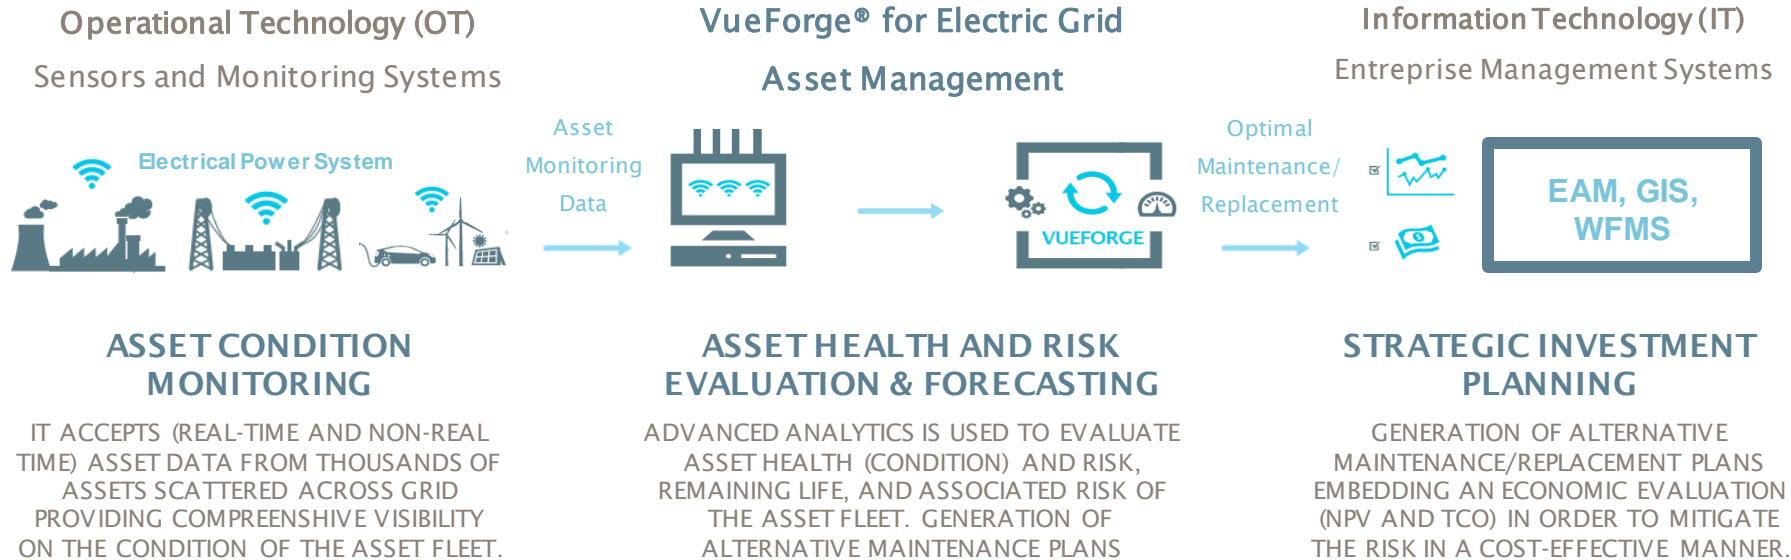 Operational Technology (OT)
Sensors and Monitoring Systems
Electrical Power System
Asset
Monitoring
Data
VueForge® for Electric Grid
Asset Management
VUEFORGE
Optimal
Maintenance/
Replacement
Information Technology (IT)
Entreprise Management Systems
EAM, GIS,
WFMS
ASSET CONDITION
MONITORING
IT ACCEPTS (REAL-TIME AND NON-REAL
TIME) ASSET DATA FROM THOUSANDS OF
ASSETS SCATTERED ACROSS GRID
PROVIDING COMPREENSHIVE VISIBILITY
ON THE CONDITION OF THE ASSET FLEET.
ASSET HEALTH AND RISK
EVALUATION & FORECASTING
ADVANCED ANALYTICS IS USED TO EVALUATE
ASSET HEALTH (CONDITION) AND RISK,
REMAINING LIFE, AND ASSOCIATED RISK OF
THE ASSET FLEET. GENERATION OF
ALTERNATIVE MAINTENANCE PLANS
STRATEGIC INVESTMENT
PLANNING
GENERATION OF ALTERNATIVE
MAINTENANCE/REPLACEMENT PLANS
EMBEDDING AN ECONOMIC EVALUATION
(NPV AND TCO) IN ORDER TO MITIGATE
THE RISK IN A COST-EFFECTIVE MANNER.